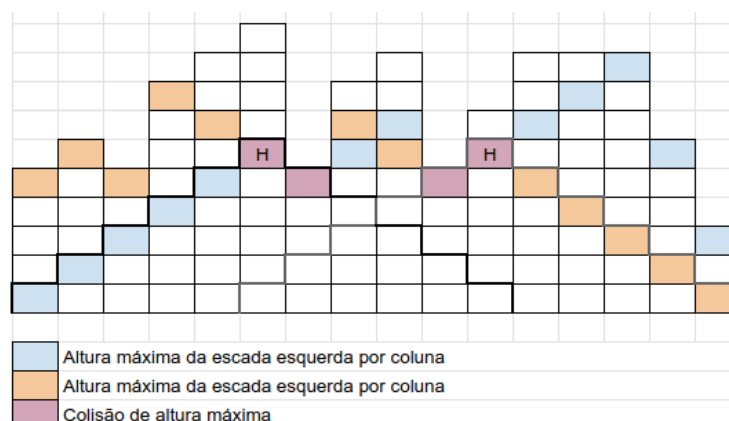 H H
Altura máxima da escada esquerda por coluna
Altura máxima da escada esquerda por coluna
Colisão de altura máxima